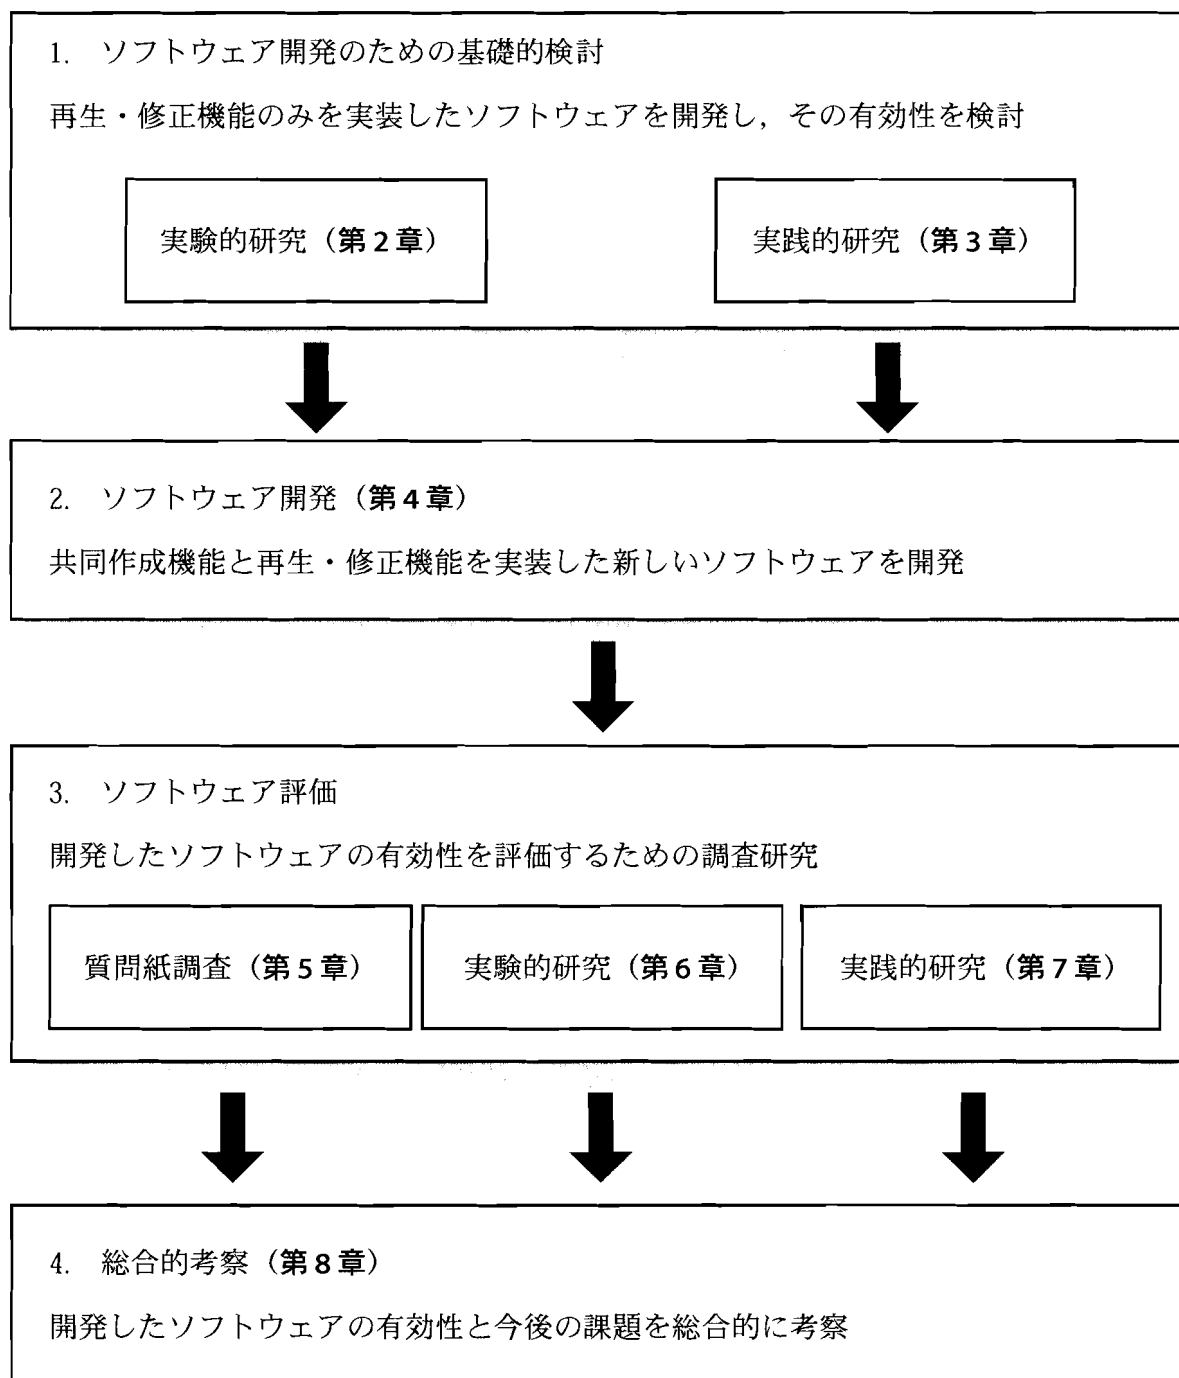 1. ソフトウェア開発のための基礎的検討
再生・修正機能のみを実装したソフトウェアを開発し，その有効性を検討
実験的研究（第2章）
実践的研究（第3章）
2. ソフトウェア開発（第4章）
共同作成機能と再生・修正機能を実装した新しいソフトウェアを開発
3. ソフトウェア評価
開発したソフトウェアの有効性を評価するための調査研究
質問紙調査（第5章）
実験的研究（第6章）
実践的研究（第7章）
4. 総合的考察（第8章）
開発したソフトウェアの有効性と今後の課題を総合的に考察